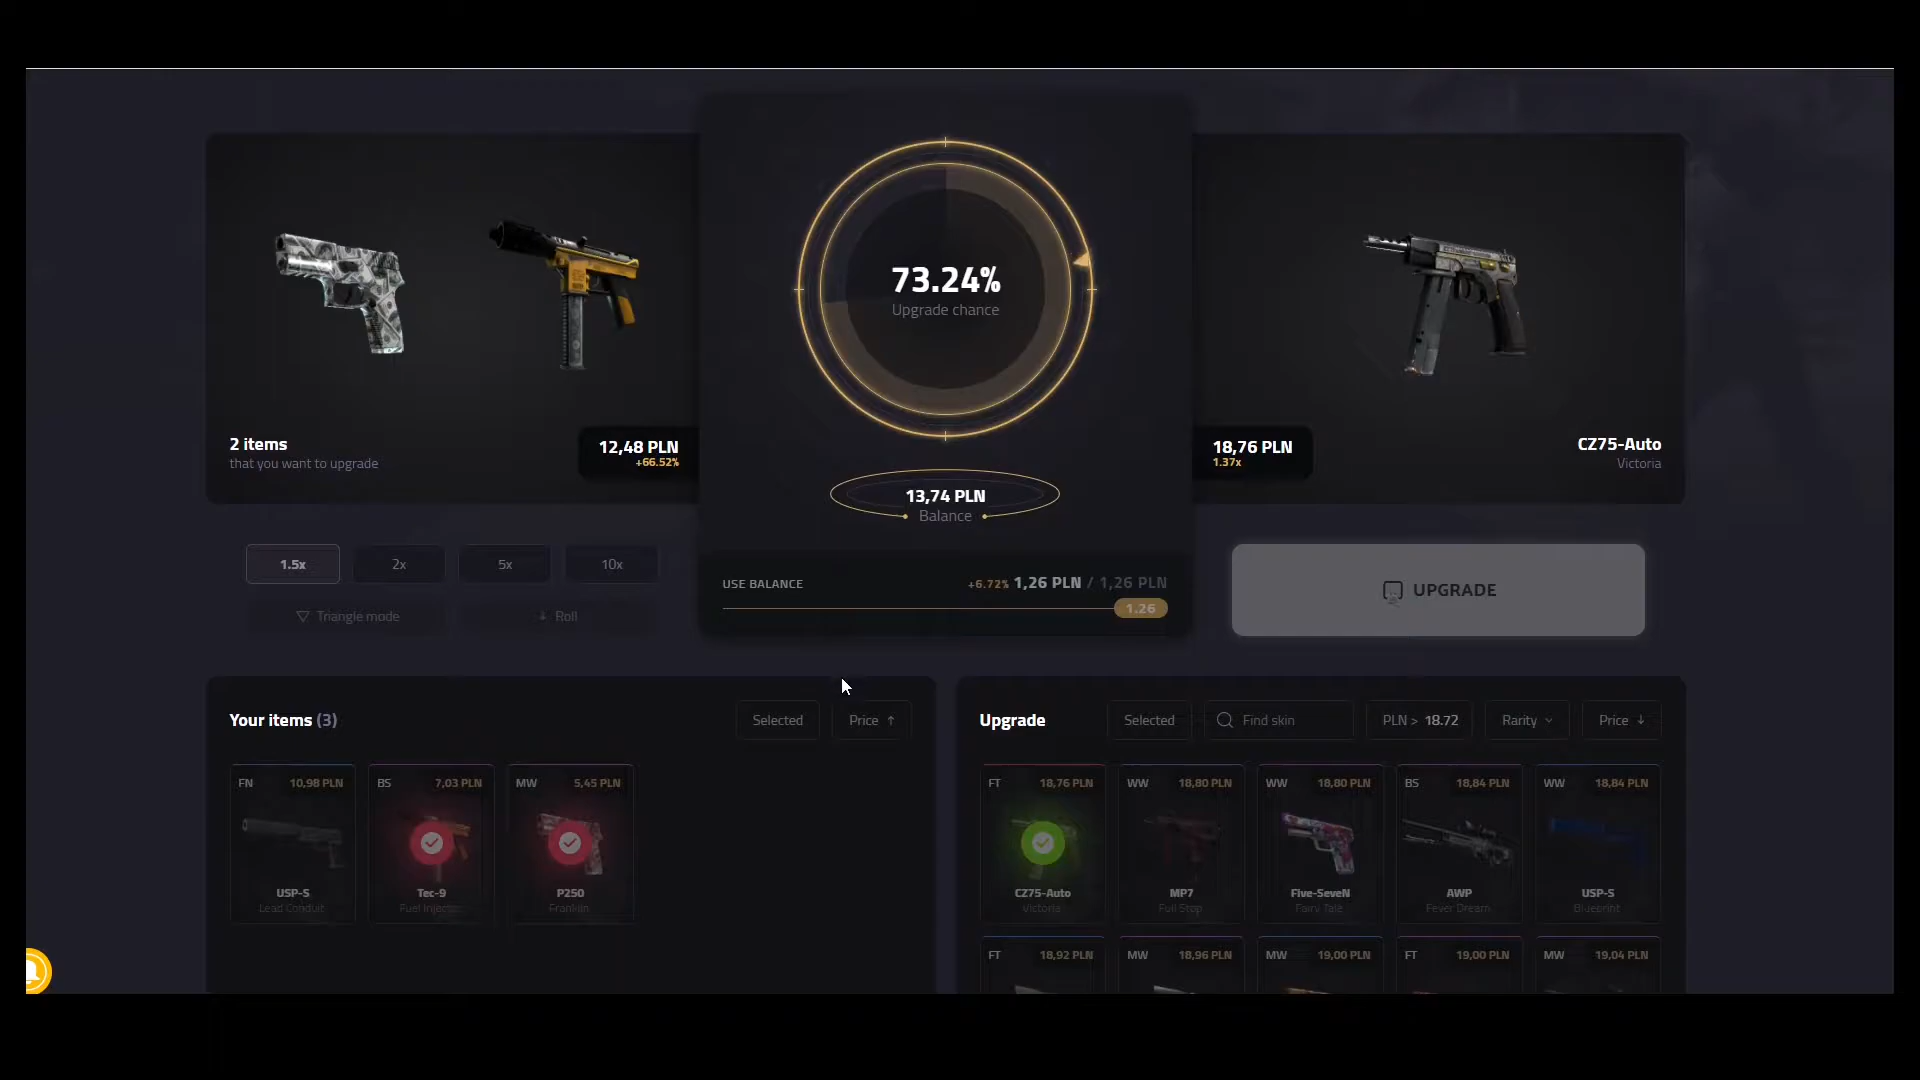 73.24%
Upgrade chance
2 items
that you want to upgrade
12,48 PLN
+66.52%
18,76 PLN
1.37x
CZ75-Auto
Victoria
13,74 PLN
Balance
1.5x
2x
5x
10x
Triangle mode
Roll
USE BALANCE
+6.72% 1,26 PLN / 1,26 PLN
1.26
UPGRADE
Your items (3)
Selected
Price
FN 10,98 PLN
USP-S
Lead Conduit
BS 7,03 PLN
Tec-9
Fuel Injector
MW 5,45 PLN
P250
Franklin
Upgrade
Selected
Find skin
PLN > 18.72
Rarity
Price
FT 18,76 PLN
CZ75-Auto
Victoria
WW 18,80 PLN
MP7
Full Stop
WW 18,80 PLN
Five-SeveN
Fairy Tale
BS 18,84 PLN
AWP
Fever Dream
WW 18,84 PLN
USP-S
Blueprint
FT 18,92 PLN
MW 18,96 PLN
MW 19,00 PLN
FT 19,00 PLN
MW 19,04 PLN